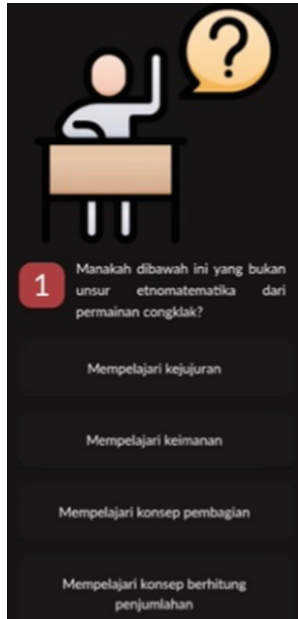 ?
1
Manakah dibawah ini yang bukan
unsur etnomatematika dari
permainan congklak?
Mempelajari kejujuran
Mempelajari keimanan
Mempelajari konsep pembagian
Mempelajari konsep berhitung
penjumlahan